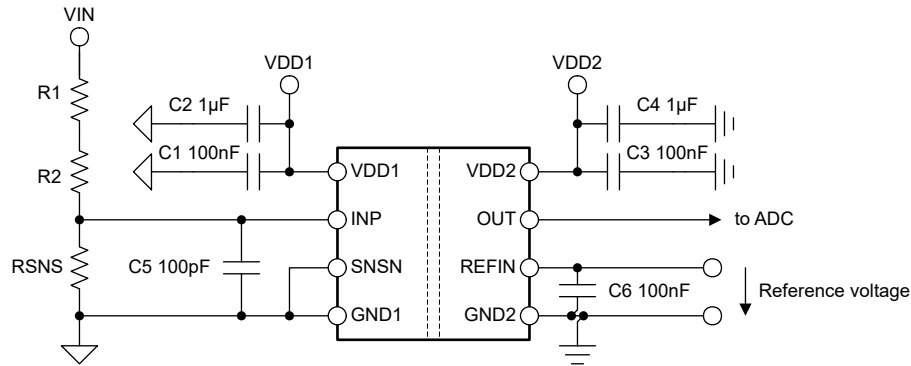 VIN
R1
R2
RSNS
VDD1
C2 1µF
C1 100nF
C5 100pF
VDD1
INP
SNSN
GND1
VDD2
OUT
REFIN
GND2
VDD2
C4 1µF
C3 100nF
to ADC
C6 100nF
Reference voltage